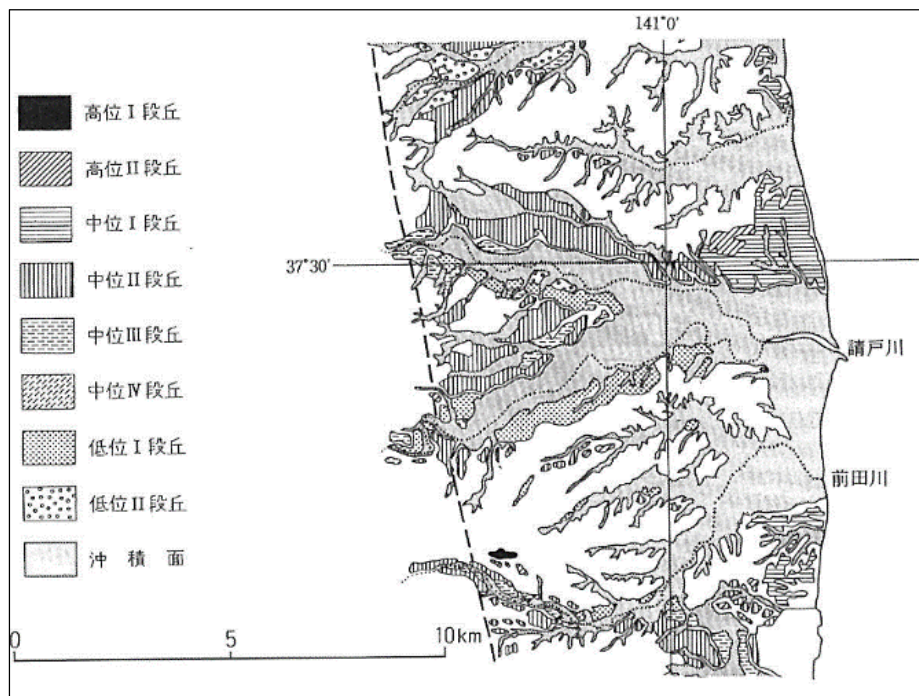 141°0'
高位Ⅰ段丘
高位Ⅱ段丘
中位Ⅰ段丘
中位Ⅱ段丘
中位Ⅲ段丘
中位Ⅳ段丘
低位Ⅰ段丘
低位Ⅱ段丘
沖積面
37°30'
請戸川
前田川
0 5 10km